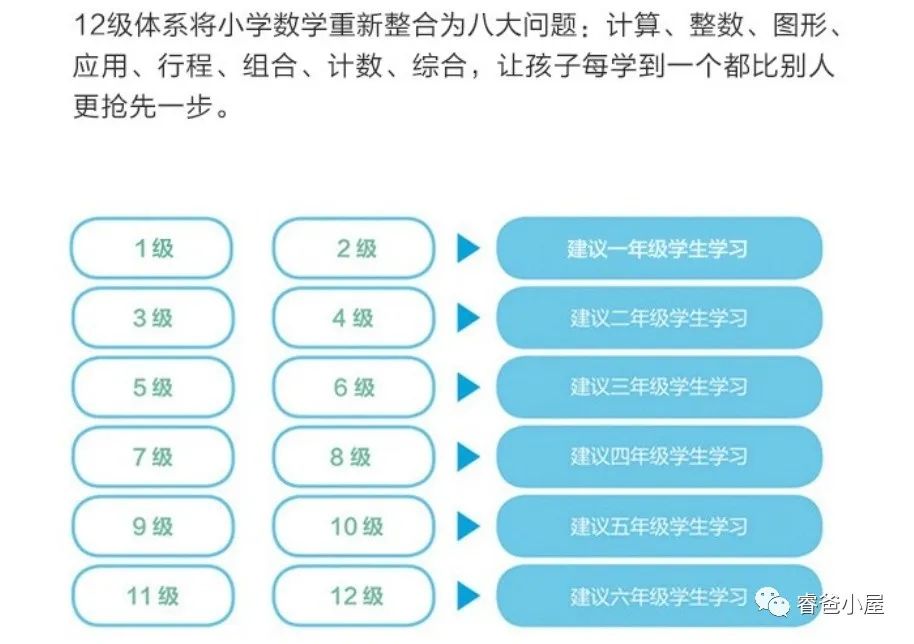 12级体系将小学数学重新整合为八大问题：计算、整数、图形、
应用、行程、组合、计数、综合，让孩子每学到一个都比别人
更抢先一步。
1级 2级 建议一年级学生学习
3级 4级 建议二年级学生学习
5级 6级 建议三年级学生学习
7级 8级 建议四年级学生学习
9级 10级 建议五年级学生学习
11级 12级 建议六年级学生学习
睿爸小屋